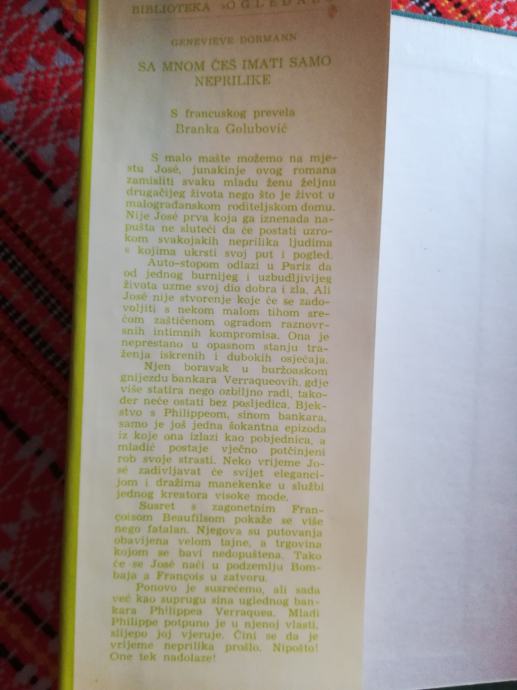 BIBLIOTEKA »OGLEDALO
GENEVIEVE DORMANN
SA MNOM ĆEŠ IMATI SAMO
NEPRILIKE
S francuskog prevela
Branka Golubović
S malo mašte možemo na mje-
stu José, junakinje ovog romana
zamisliti svaku mladu ženu željnu
drugačijeg života nego što je život u
malograđanskom roditeljskom domu.
Nije José prva koja ga iznenada na-
pušta ne sluteći da će postati uzro-
kom svakojakih neprilika ljudima
s kojima ukrsti svoj put i pogled.
Auto-stopom odlazi u Pariz da
od jednog burnijeg i uzbudljivijeg
života uzme svoj dio dobra i zla. Ali
José nije stvorenje koje će se zado-
voljiti s nekom malom tihom sre-
ćom zaštićenom ogradom raznovr-
snih intimnih kompromisa. Ona je
neprestano u opasnom stanju tra-
ženja iskrenih i dubokih osjećaja.
Njen boravak u buržoaskom
gnijezdu bankara Verraqueovih, gdje
više statira nego ozbiljno radi, tako-
đer neće ostati bez posljedica. Bjek-
stvo s Philippeom, sinom bankara,
samo je još jedna šokantna epizoda
iz koje ona izlazi kao pobjednica, a
mladić postaje vječno potčinjeni
rob svoje strasti. Neko vrijeme Jo-
sé zadivljavat će svijet eleganci-
jom i dražima manekenke u službi
jednog kreatora visoke mode.
Susret s zagonetnim Fran-
çoisom Beaufilsom pokaže se više
nego fatalan. Njegova su putovanja
obavijena velom tajne, a trgovina
kojom se bavi nedopuštena. Tako
će se José naći u podzemlju Bom-
baja a François u zatvoru.
Ponovo je susrećemo, ali sada
već kao suprugu sina uglednog ban-
kara Philippea Verraquea. Mladi
Philippe potpuno je u njenoj vlasti,
slijepo joj vjeruje. Čini se da je
vrijeme neprilika prošlo. Nipošto!
One tek nadolaze!